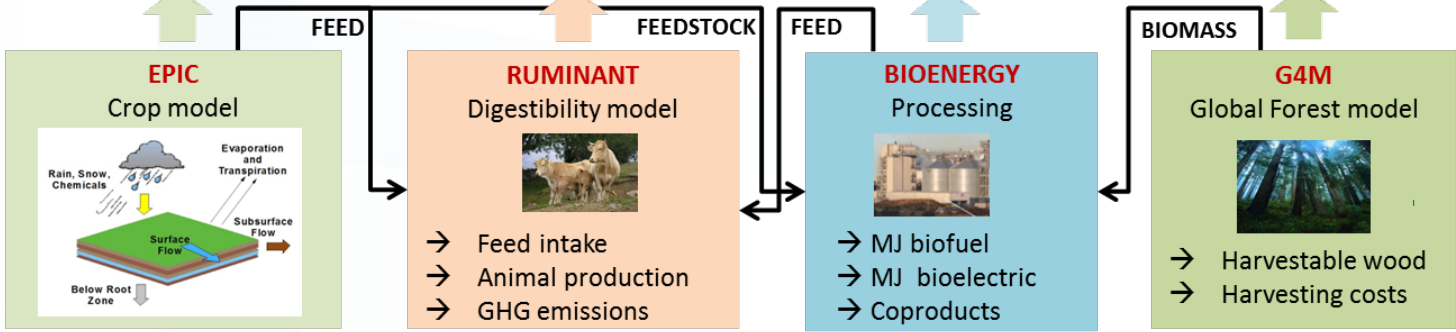 FEED
FEEDSTOCK
FEED
BIOMASS
EPIC
Crop model
Rain, Snow,
Chemicals
Evaporation
and
Transpiration
Subsurface
Flow
Surface
Flow
Below Root
Zone
RUMINANT
Digestibility model
→ Feed intake
→ Animal production
→ GHG emissions
BIOENERGY
Processing
→ MJ biofuel
→ MJ bioelectric
→ Coproducts
G4M
Global Forest model
→ Harvestable wood
→ Harvesting costs